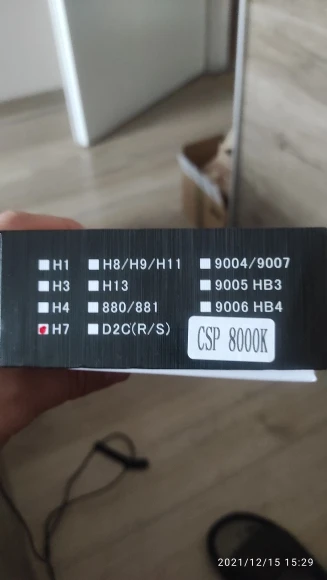 H1
H3
H4
H7
H8/H9/H11
H13
880/881
D2C(R/S)
9004/9007
9005 HB3
9006 HB4
CSP 8000K
2021/12/15 15:29